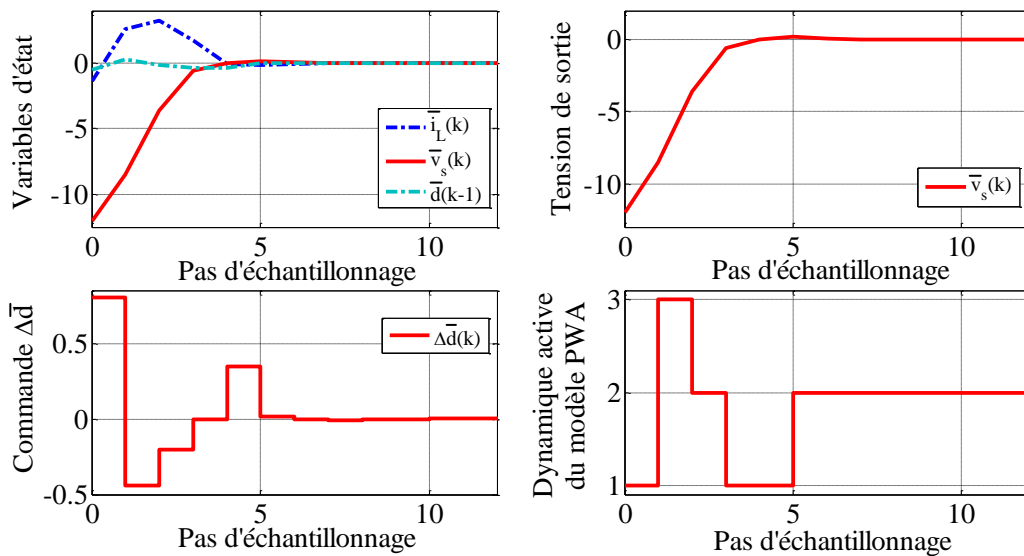 Variables d'état
0
-5
-10
i̅_L(k)
v̅_s(k)
d̅(k-1)
0
5
10
Pas d'échantillonnage
Tension de sortie
0
-5
-10
v̅_s(k)
0
5
10
Pas d'échantillonnage
Commande Δd̅
0.5
0
-0.5
Δd̅(k)
0
5
10
Pas d'échantillonnage
Dynamique active
du modèle PWA
3
2
1
0
5
10
Pas d'échantillonnage